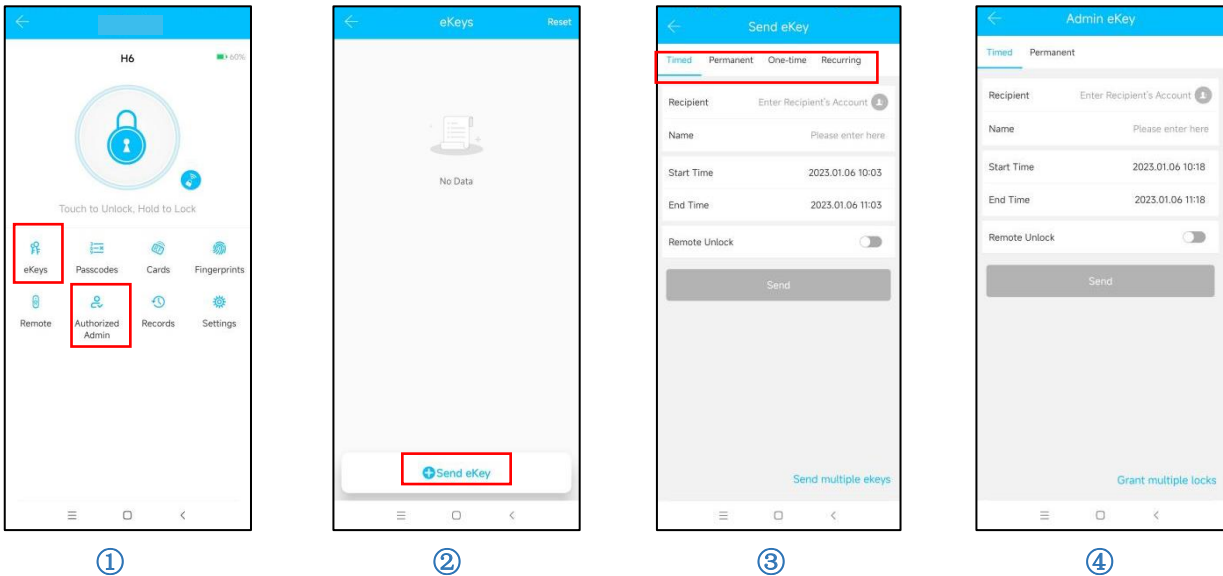 H6
60%
Touch to Unlock, Hold to Lock
eKeys
Passcodes
Cards
Fingerprints
Remote
Authorized
Admin
Records
Settings
①
eKeys
Reset
No Data
Send eKey
②
Send eKey
Timed Permanent One-time Recurring
Recipient Enter Recipient's Account
Name Please enter here
Start Time 2023.01.06 10:03
End Time 2023.01.06 11:03
Remote Unlock
Send
Send multiple ekeys
③
Admin eKey
Timed Permanent
Recipient Enter Recipient's Account
Name Please enter here
Start Time 2023.01.06 10:18
End Time 2023.01.06 11:18
Remote Unlock
Send
Grant multiple locks
④